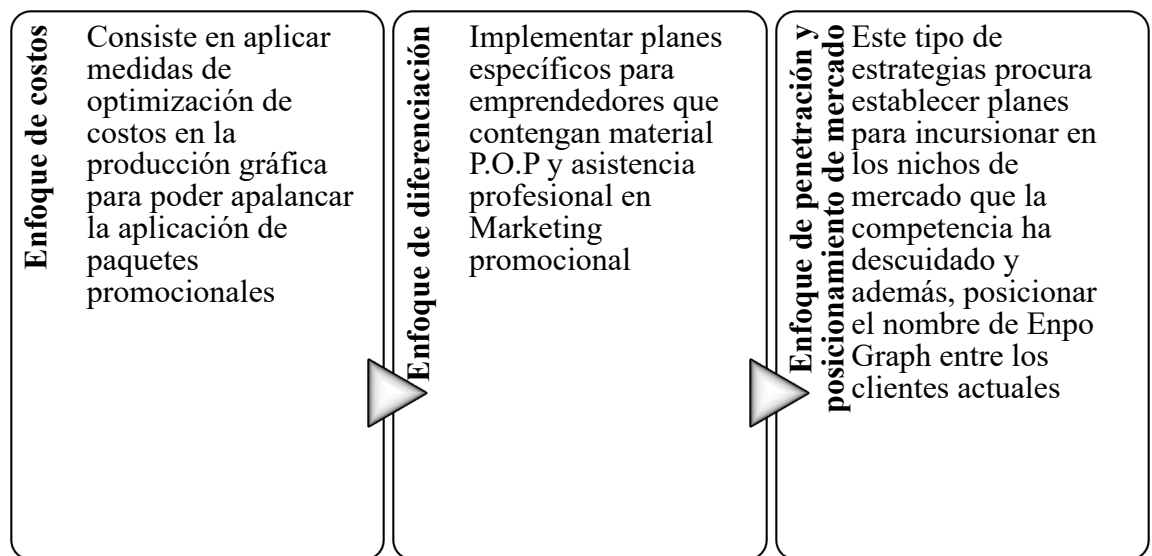 Enfoque de costos
Consiste en aplicar
medidas de
optimización de
costos en la
producción gráfica
para poder apalancar
la aplicación de
paquetes
promocionales
Enfoque de diferenciación
Implementar planes
específicos para
emprendedores que
contengan material
P.O.P y asistencia
profesional en
Marketing
promocional
Enfoque de penetración y
posicionamiento de mercado
Este tipo de
estrategias procura
establecer planes
para incursionar en
los nichos de
mercado que la
competencia ha
descuidado y
además, posicionar
el nombre de Enpo
Graph entre los
clientes actuales